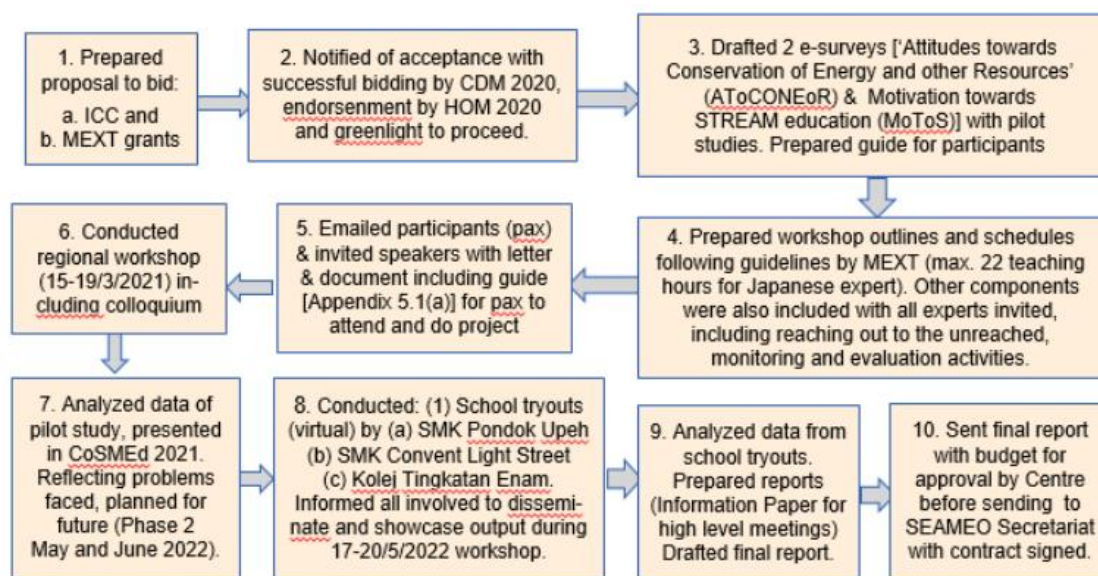 1. Prepared
proposal to bid:
a. ICC and
b. MEXT grants
2. Notified of acceptance with
successful bidding by CDM 2020,
endorsenment by HOM 2020
and greenlight to proceed.
3. Drafted 2 e-surveys [‘Attitudes towards
Conservation of Energy and other Resources’
(AToCONEoR) & Motivation towards
STREAM education (MoToS)] with pilot
studies. Prepared guide for participants
4. Prepared workshop outlines and schedules
following guidelines by MEXT (max. 22 teaching
hours for Japanese expert). Other components
were also included with all experts invited,
including reaching out to the unreached,
monitoring and evaluation activities.
5. Emailed participants (pax)
& invited speakers with letter
& document including guide
[Appendix 5.1(a)] for pax to
attend and do project
6. Conducted
regional workshop
(15-19/3/2021) in-
cluding colloquium
7. Analyzed data of
pilot study, presented
in CoSMEd 2021.
Reflecting problems
faced, planned for
future (Phase 2
May and June 2022).
8. Conducted: (1) School tryouts
(virtual) by (a) SMK Pondok Upeh
(b) SMK Convent Light Street
(c) Kolej Tingkatan Enam.
Informed all involved to dissemi-
nate and showcase output during
17-20/5/2022 workshop.
9. Analyzed data from
school tryouts.
Prepared reports
(Information Paper for
high level meetings)
Drafted final report.
10. Sent final report
with budget for
approval by Centre
before sending to
SEAMEO Secretariat
with contract signed.